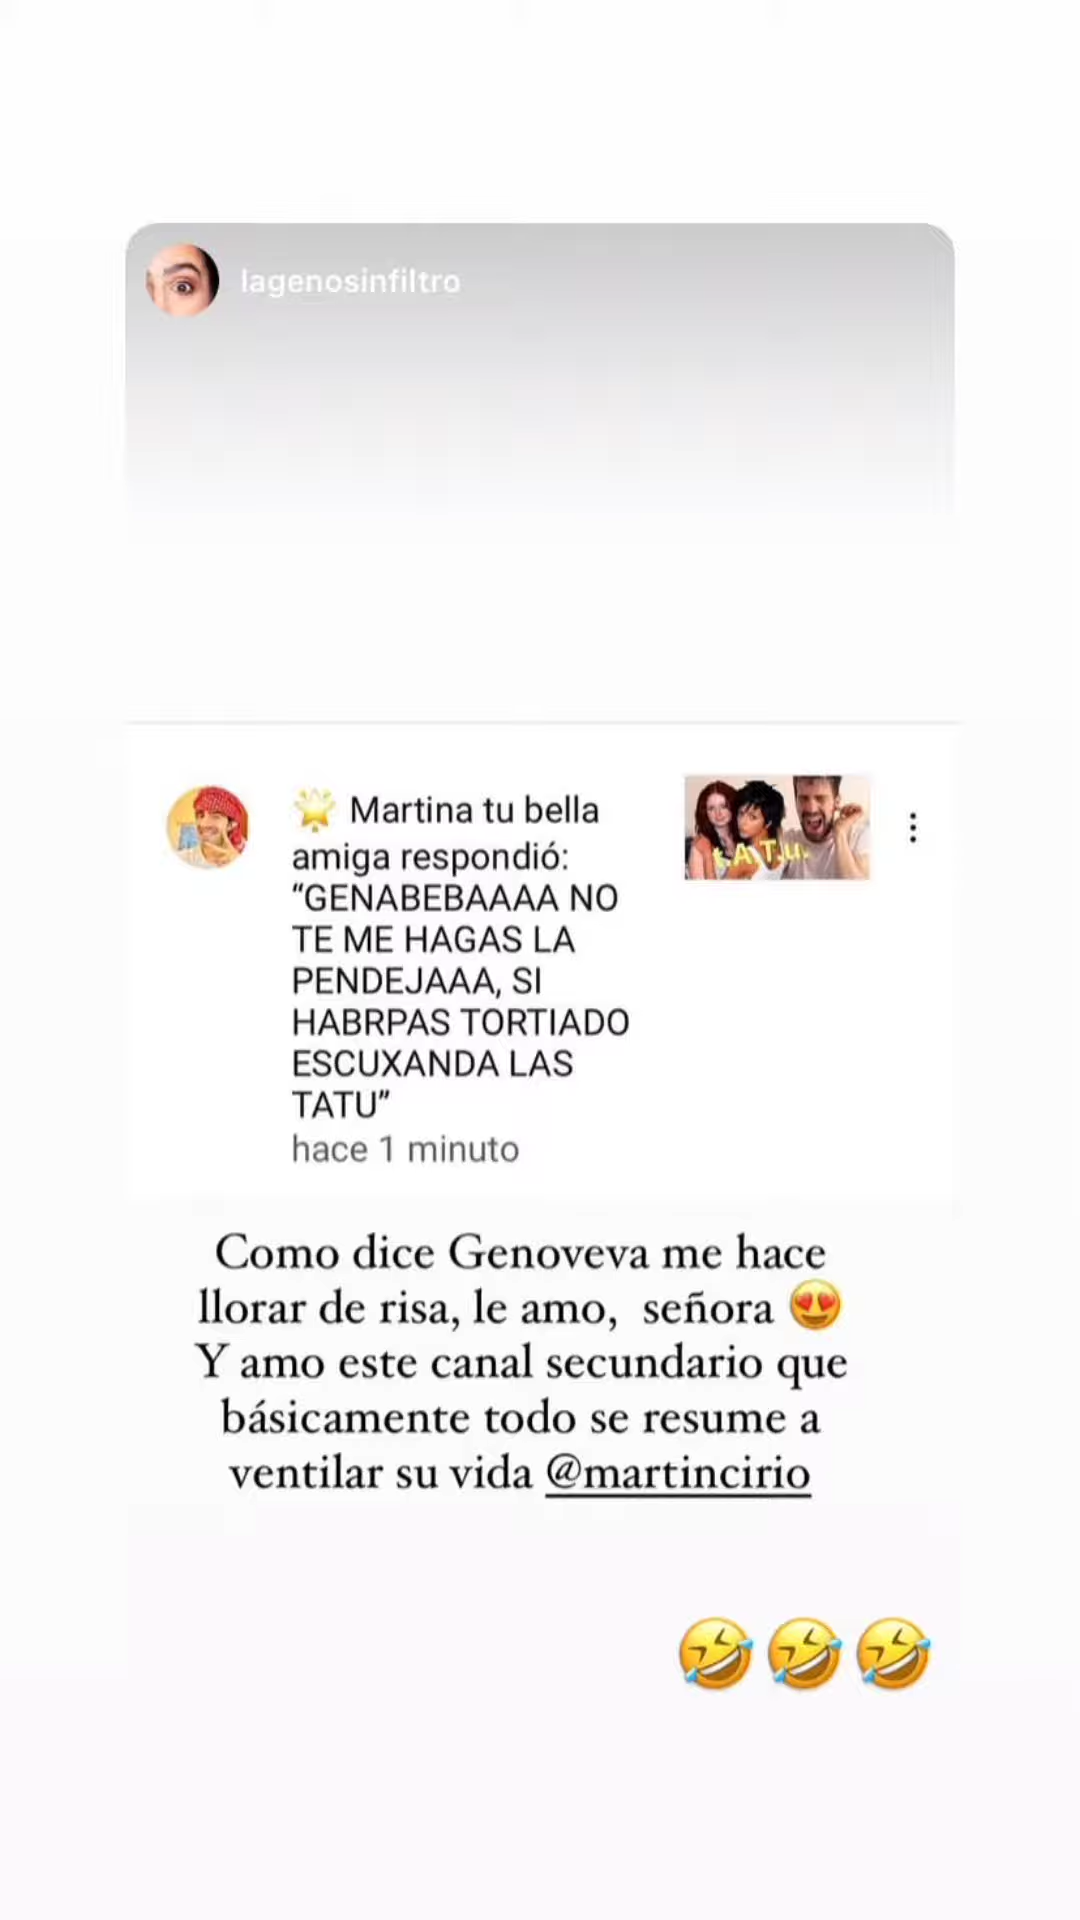 lagenosinfiltro
🌟 Martina tu bella
amiga respondió:
“GENABEBAAAA NO
TE ME HAGAS LA
PENDEJAAA, SI
HABRPAS TORTIADO
ESCUXANDA LAS
TATU”
hace 1 minuto
t.A.T.u.
Como dice Genoveva me hace
llorar de risa, le amo, señora 😍
Y amo este canal secundario que
básicamente todo se resume a
ventilar su vida @martincirio
🤣🤣🤣